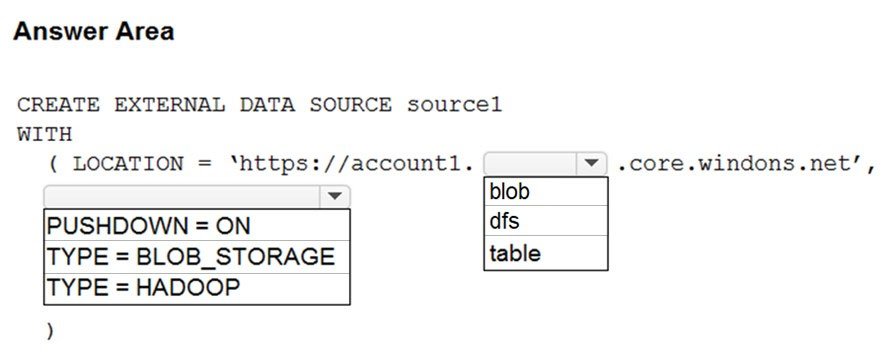 Answer Area
CREATE EXTERNAL DATA SOURCE source1
WITH
( LOCATION = ‘https://account1. .core.windons.net’,
blob
dfs
table
PUSHDOWN = ON
TYPE = BLOB_STORAGE
TYPE = HADOOP
)